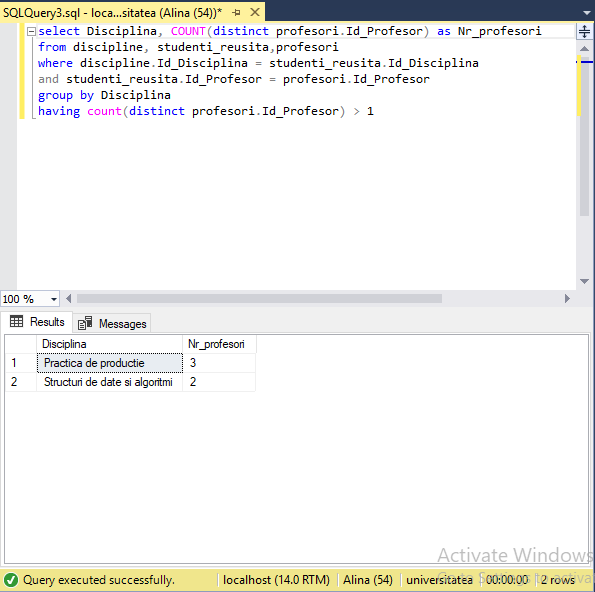 SQLQuery3.sql - loca...sitatea (Alina (54))*
select Disciplina, COUNT(distinct profesori.Id_Profesor) as Nr_profesori
from discipline, studenti_reusita,profesori
where discipline.Id_Disciplina = studenti_reusita.Id_Disciplina
and studenti_reusita.Id_Profesor = profesori.Id_Profesor
group by Disciplina
having count(distinct profesori.Id_Profesor) > 1
100 %
Results Messages
Disciplina Nr_profesori
1 Practica de productie 3
2 Structuri de date si algoritmi 2
Activate Windows
Go to Settings to activa
Query executed successfully. localhost (14.0 RTM) Alina (54) universitatea 00:00:00 2 rows